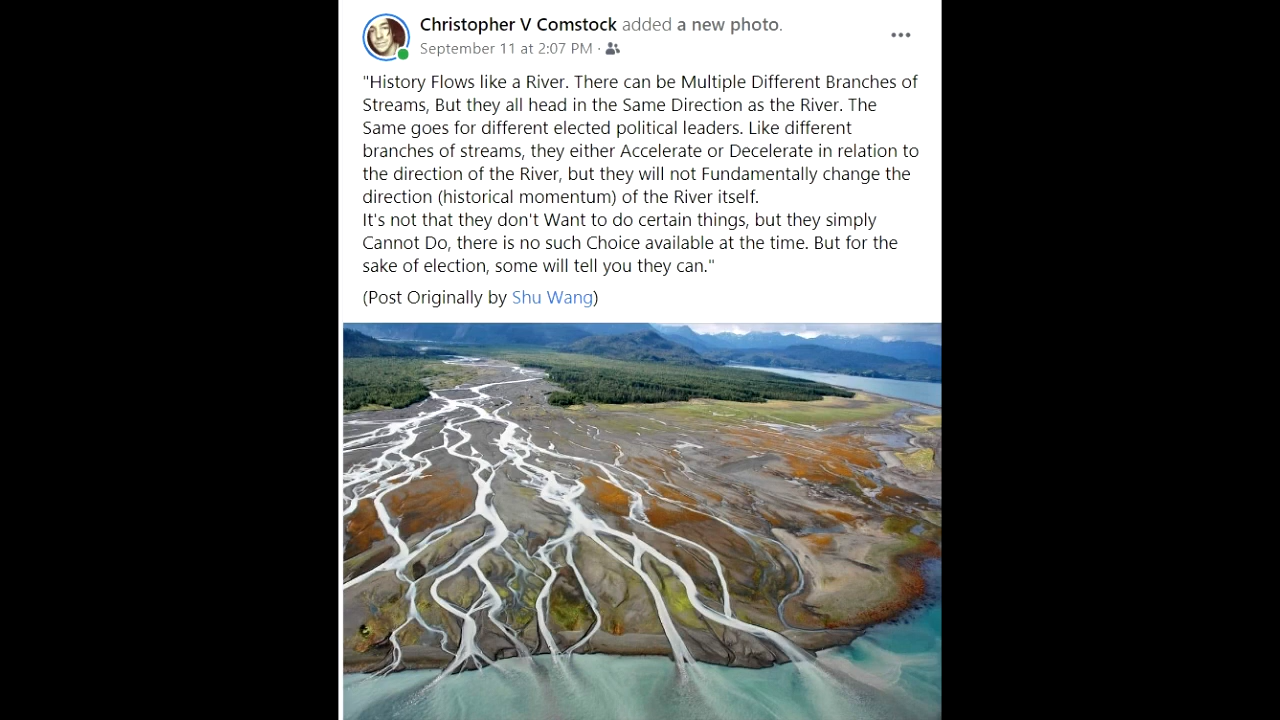 Christopher V Comstock added a new photo.
September 11 at 2:07 PM ·
"History Flows like a River. There can be Multiple Different Branches of
Streams, But they all head in the Same Direction as the River. The
Same goes for different elected political leaders. Like different
branches of streams, they either Accelerate or Decelerate in relation to
the direction of the River, but they will not Fundamentally change the
direction (historical momentum) of the River itself.
It's not that they don't Want to do certain things, but they simply
Cannot Do, there is no such Choice available at the time. But for the
sake of election, some will tell you they can."
(Post Originally by Shu Wang)